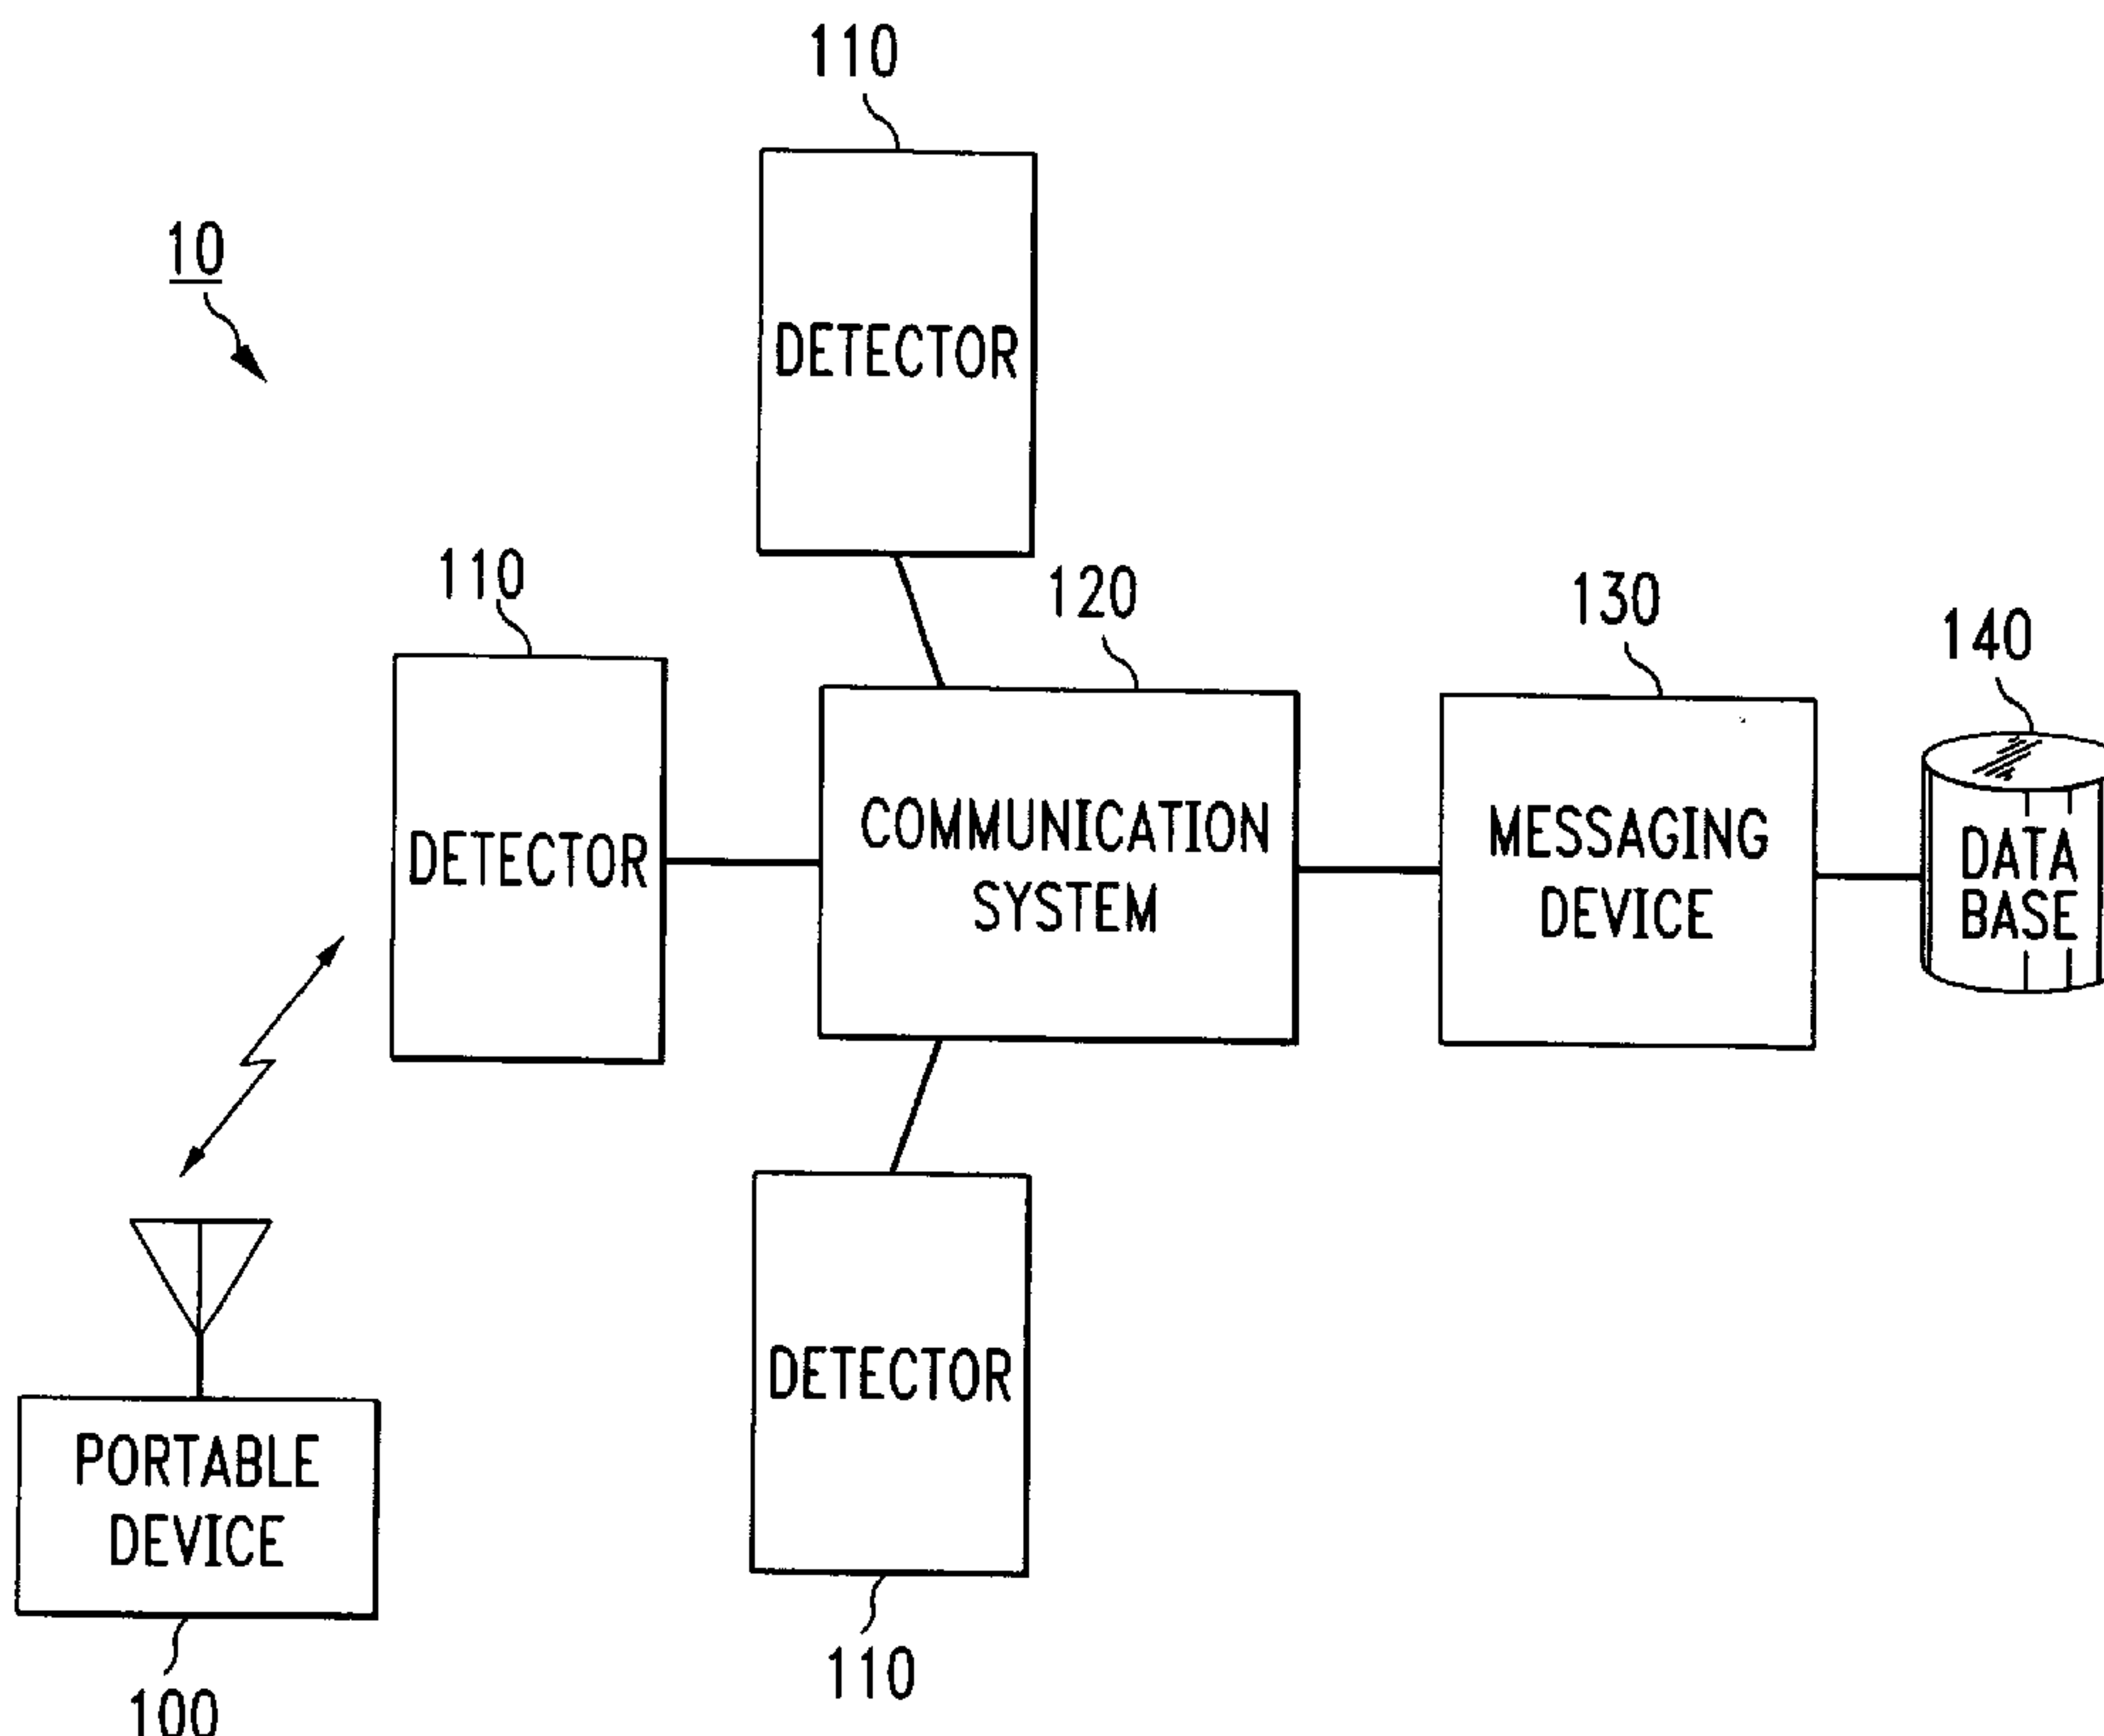 110
10
DETECTOR
110
120
130
140
DETECTOR
COMMUNICATION
SYSTEM
MESSAGING
DEVICE
DATA
BASE
DETECTOR
PORTABLE
DEVICE
110
100